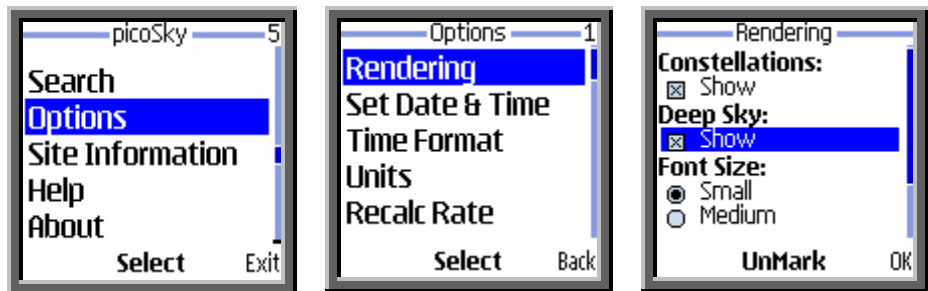 picoSky 5
Search
Options
Site Information
Help
About
Select Exit
Options 1
Rendering
Set Date & Time
Time Format
Units
Recalc Rate
Select Back
Rendering
Constellations:
Show
Deep Sky:
Show
Font Size:
Small
Medium
UnMark OK